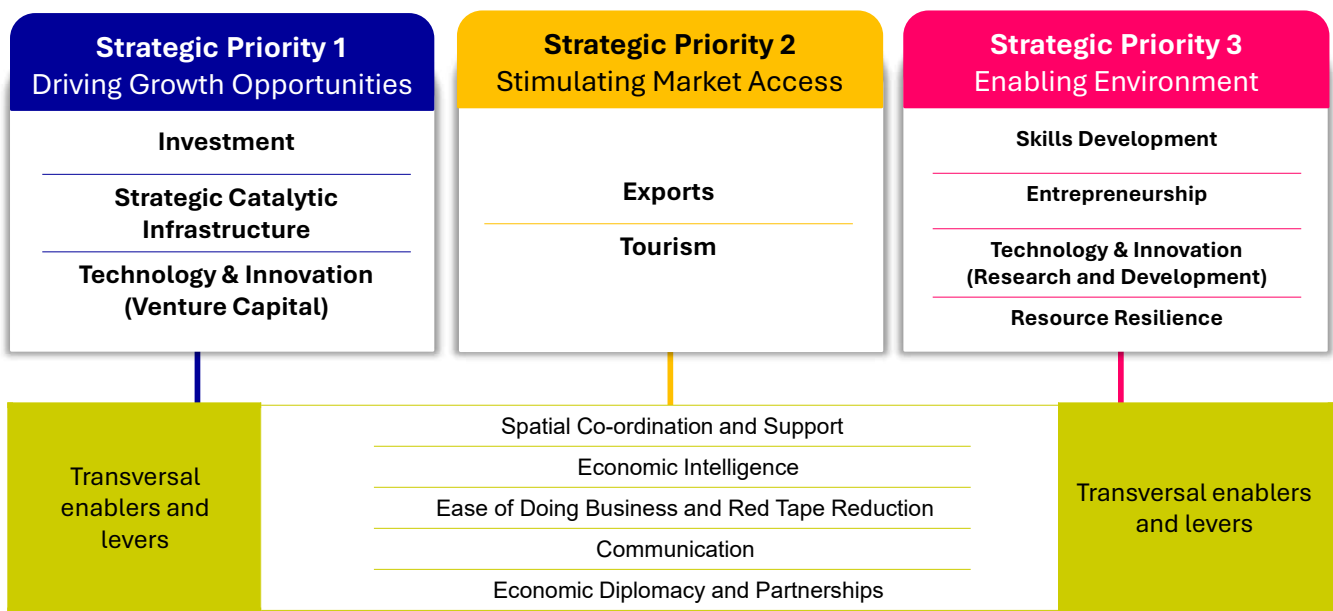 Strategic Priority 1
Driving Growth Opportunities
Investment
Strategic Catalytic
Infrastructure
Technology & Innovation
(Venture Capital)
Strategic Priority 2
Stimulating Market Access
Exports
Tourism
Strategic Priority 3
Enabling Environment
Skills Development
Entrepreneurship
Technology & Innovation
(Research and Development)
Resource Resilience
Transversal
enablers and
levers
Spatial Co-ordination and Support
Economic Intelligence
Ease of Doing Business and Red Tape Reduction
Communication
Economic Diplomacy and Partnerships
Transversal enablers
and levers